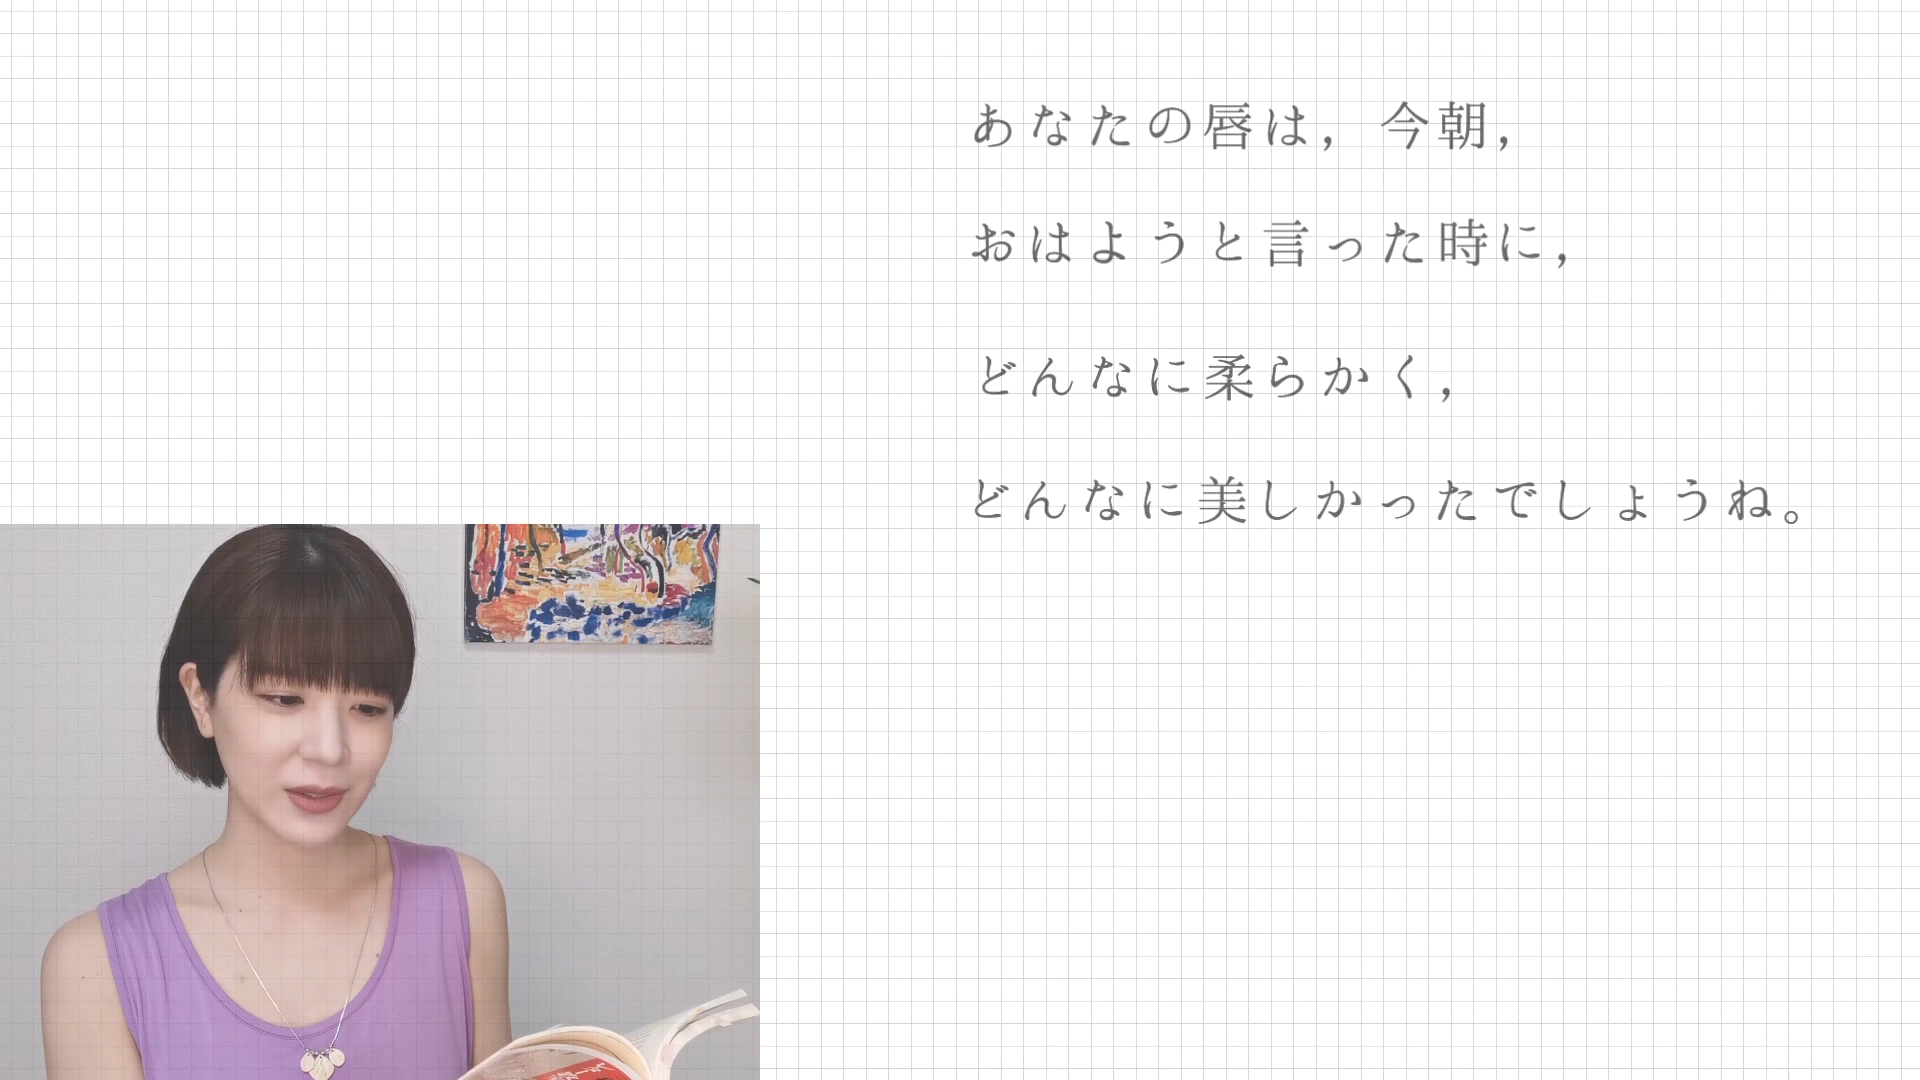 あなたの唇は，今朝，
おはようと言った時に，
どんなに柔らかく，
どんなに美しかったでしょうね。